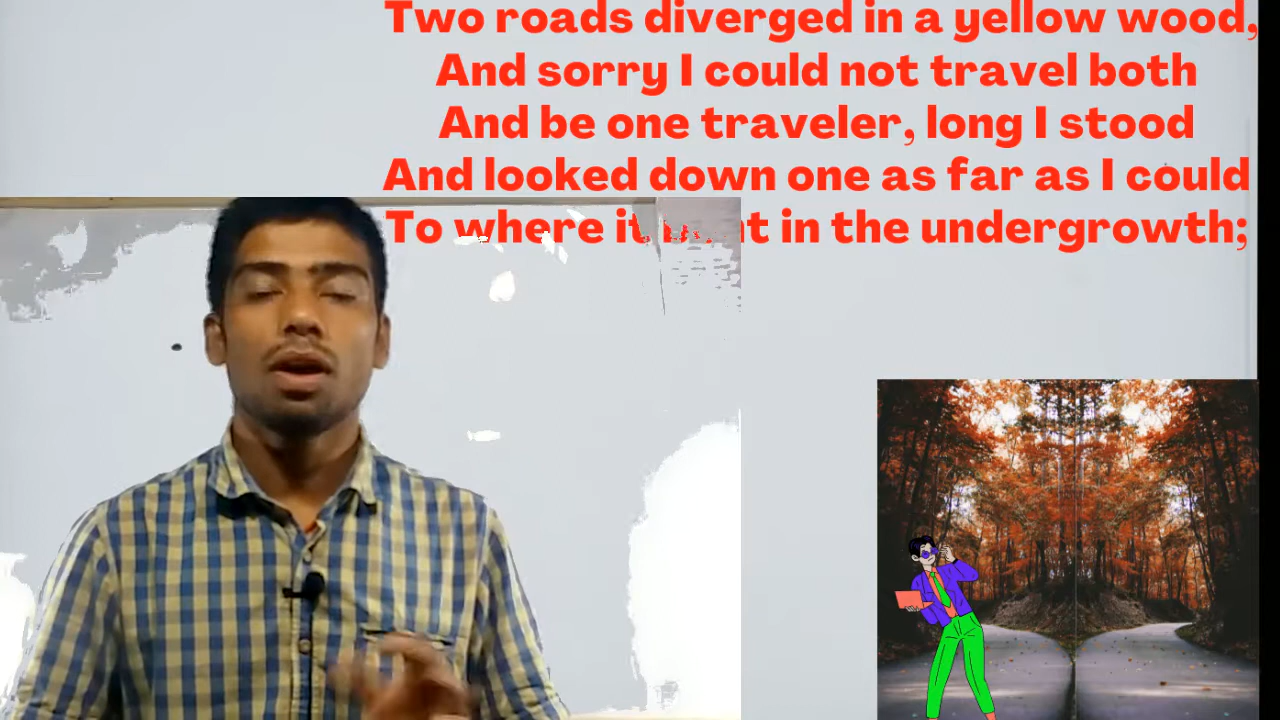 Two roads diverged in a yellow wood,
And sorry I could not travel both
And be one traveler, long I stood
And looked down one as far as I could
To where it in the undergrowth;